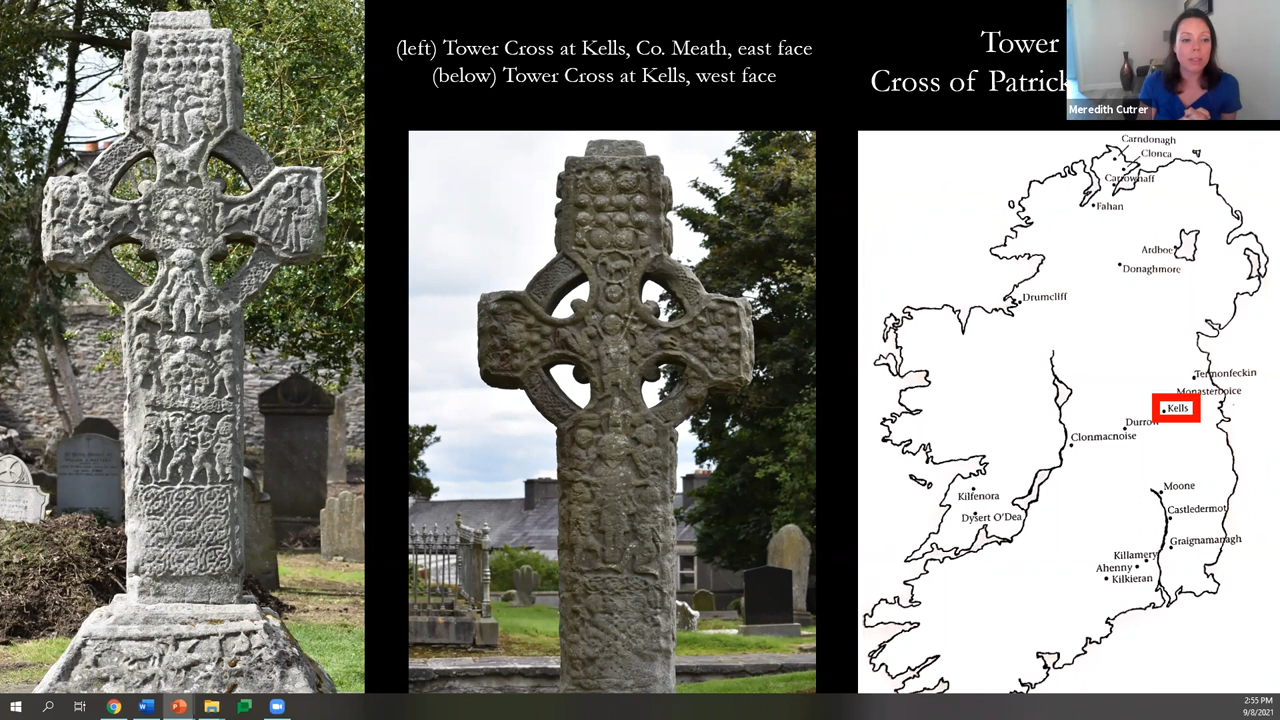 (left) Tower Cross at Kells, Co. Meath, east face
(below) Tower Cross at Kells, west face
Tower
Cross of Patrick
Meredith Cutrer
Carndonagh
Clonca
Carrownaff
Fahan
Ardboe
Donaghmore
Drumcliff
Termonfeckin
Monasterboice
Kells
Durrow
Clonmacnoise
Moone
Kilfenora
Castledermot
Dysert O'Dea
Graignamanagh
Killamery
Ahenny
Kilkieran
2:55 PM
9/8/2021